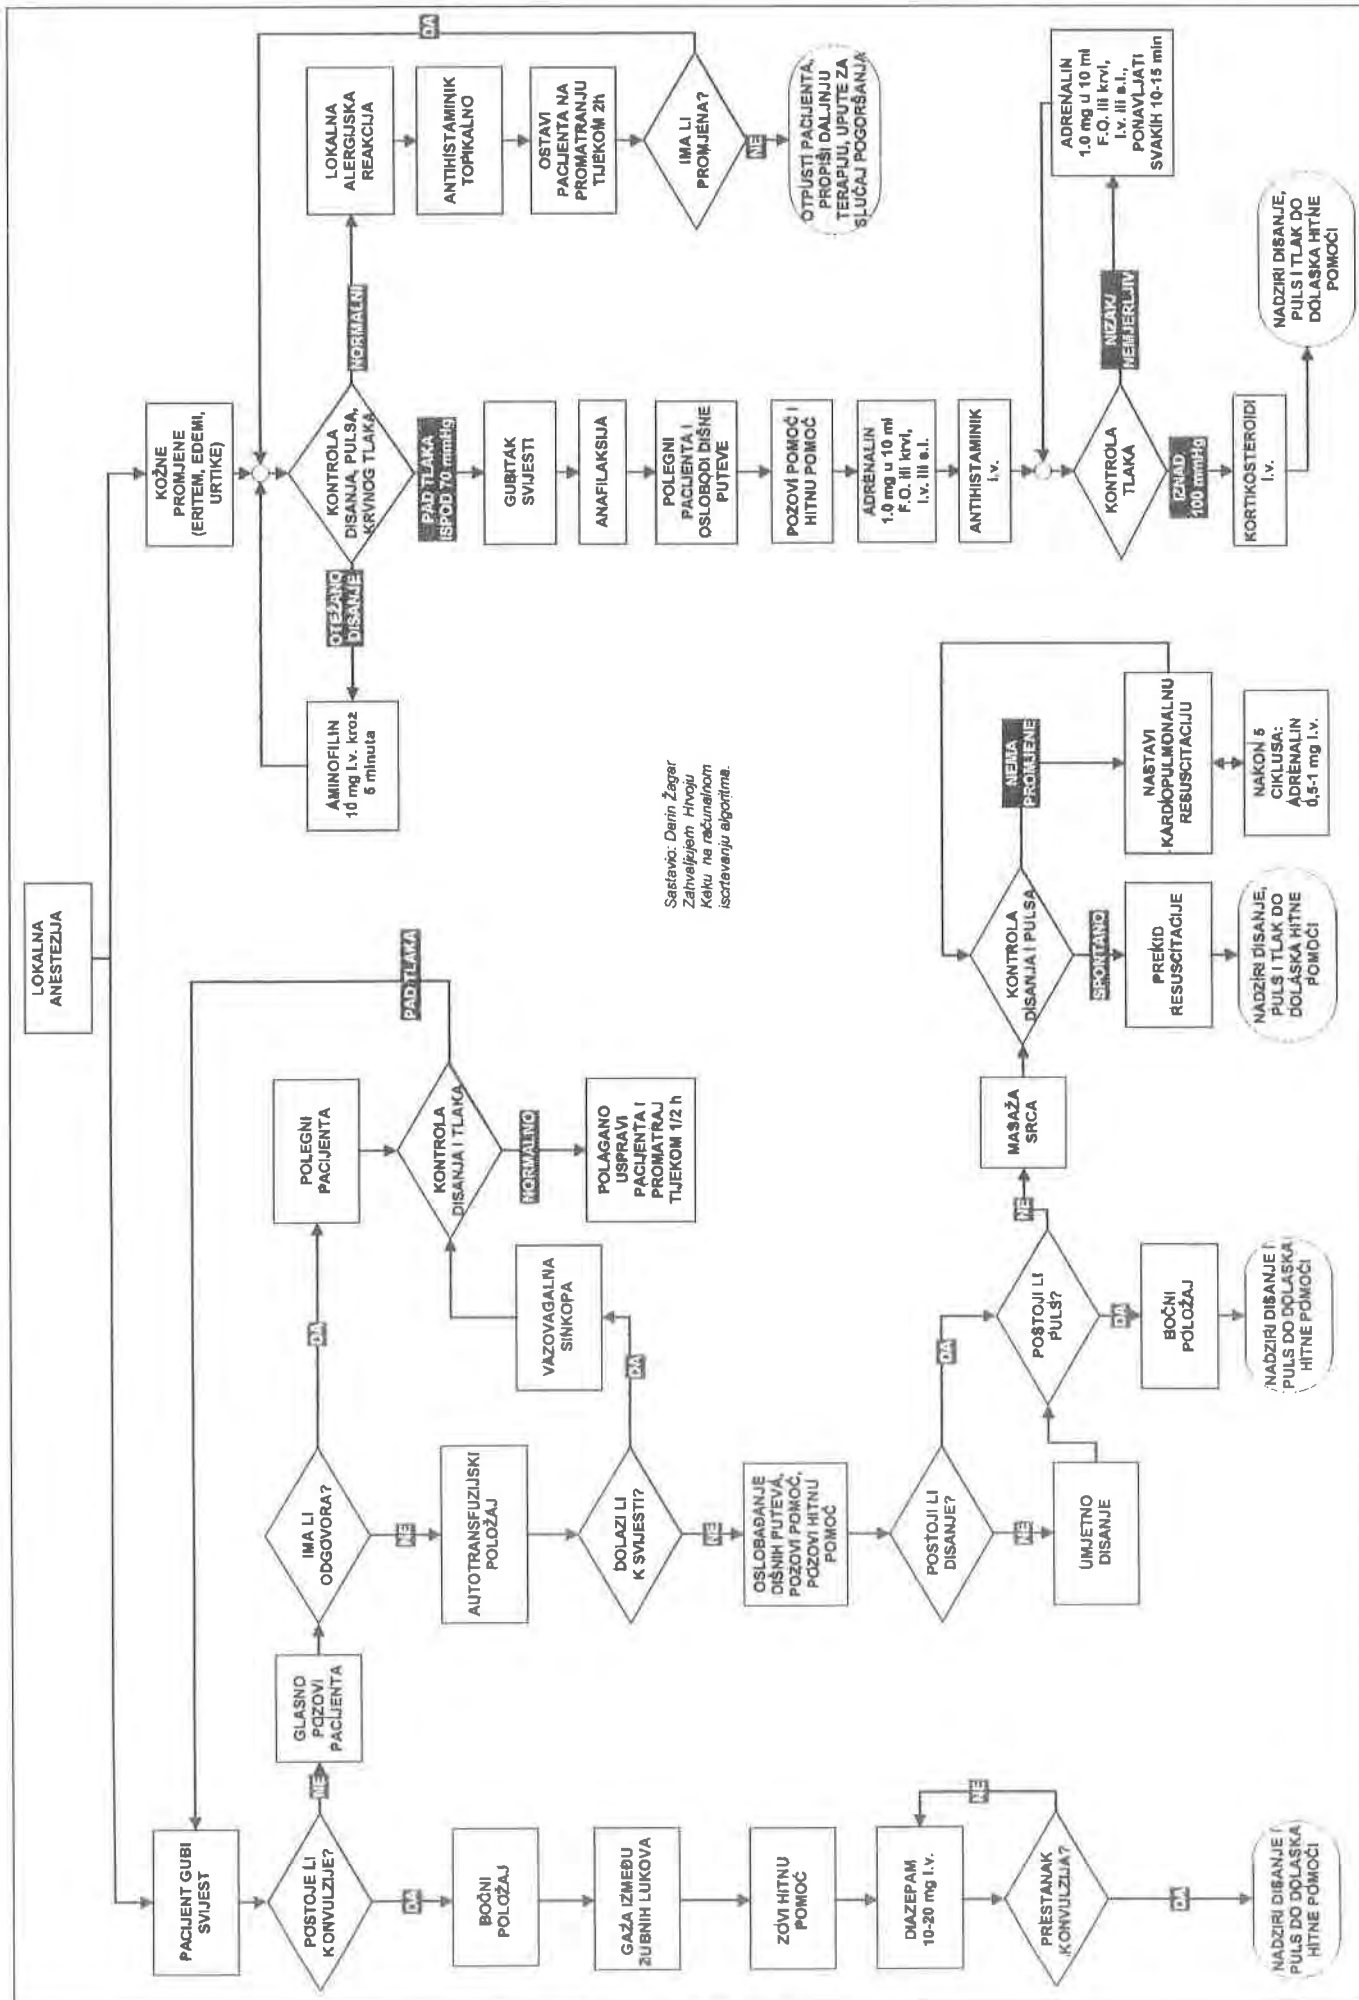 LOKALNA
ANESTEZIJA
PACIJENT GUBI
SVIJEST
POSTOJE LI
KONVULZIJE?
NE
DA
BOČNI
POLOŽAJ
GAZA IZMEĐU
ZUBNIH LUKOVA
ZOVI HITNU
POMOĆ
DIAZEPAM
10-20 mg i.v.
PRESTANAK
KONVULZIJA?
NE
DA
NADZIRI DISANJE I
PULS DO DOLASKA
HITNE POMOĆI
GLASNO
POZOVI
PACIJENTA
IMA LI
ODGOVORA?
DA
NE
POLEGNI
PACIJENTA
KONTROLA
DISANJA I TLAKA
PAD TLAKA
NORMALNO
POLAGANO
USPRAVI
PACIJENTA I
PROMATRAJ
TIJEKOM 1/2 h
AUTOTRANSFUZIJSKI
POLOŽAJ
DOLAZI LI
K SVIJESTI?
DA
VAZOVAGALNA
SINKOPA
NE
OSLOBAĐANJE
DIŠNIH PUTEVA,
POZOVI POMOĆ,
POZOVI HITNU
POMOĆ
POSTOJI LI
DISANJE?
DA
NE
UMJETNO
DISANJE
POSTOJI LI
PULS?
NE
DA
BOČNI
POLOŽAJ
NADZIRI DISANJE I
PULS DO DOLASKA
HITNE POMOĆI
MASAŽA
SRCA
KONTROLA
DISANJA I PULSA
NEMA
PROMJENE
SPONTANO
PREKID
RESUSCITACIJE
NADZIRI DISANJE,
PULS I TLAK DO
DOLASKA HITNE
POMOĆI
NASTAVI
KARDIOPULMONALNU
RESUSCITACIJU
NAKON 5
CIKLUSA:
ADRENALIN
0,5-1 mg i.v.
Sastavio: Darin Žagar
Zahvaljujem Hrvoju
Keku na računalnom
iscrtavanju algoritma.
KOŽNE
PROMJENE
(ERITEM, EDEMI,
URTIKE)
KONTROLA
DISANJA, PULSA,
KRVNOG TLAKA
OTEŽANO
DISANJE
AMINOFILIN
10 mg i.v. kroz
5 minuta
NORMALNI
LOKALNA
ALERGIJSKA
REAKCIJA
ANTIHISTAMINIK
TOPIKALNO
OSTAVI
PACIJENTA NA
PROMATRANJU
TIJEKOM 2h
IMA LI
PROMJENA?
DA
NE
OTPUSTI PACIJENTA,
PROPIŠI DALJNJU
TERAPIJU, UPUTE ZA
SLUČAJ POGORŠANJA
PAD TLAKA
ISPOD 70 mmHg
GUBITAK
SVIJESTI
ANAFILAKSIJA
POLEGNI
PACIJENTA I
OSLOBODI DIŠNE
PUTEVE
POZOVI POMOĆ I
HITNU POMOĆ
ADRENALIN
1.0 mg u 10 ml
F.O. ili krvi,
i.v. ili s.l.
ANTIHISTAMINIK
i.v.
KONTROLA
TLAKA
NIZAK/
NEMJERLJIV
ADRENALIN
1.0 mg u 10 ml
F.O. ili krvi,
i.v. ili s.l.,
PONAVLJATI
SVAKIH 10-15 min
IZNAD
100 mmHg
KORTIKOSTEROIDI
i.v.
NADZIRI DISANJE,
PULS I TLAK DO
DOLASKA HITNE
POMOĆI